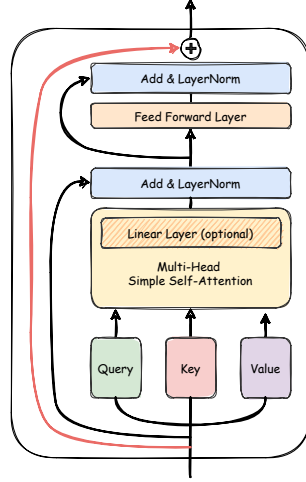 +
Add & LayerNorm
Feed Forward Layer
Add & LayerNorm
Linear Layer (optional)
Multi-Head
Simple Self-Attention
Query
Key
Value